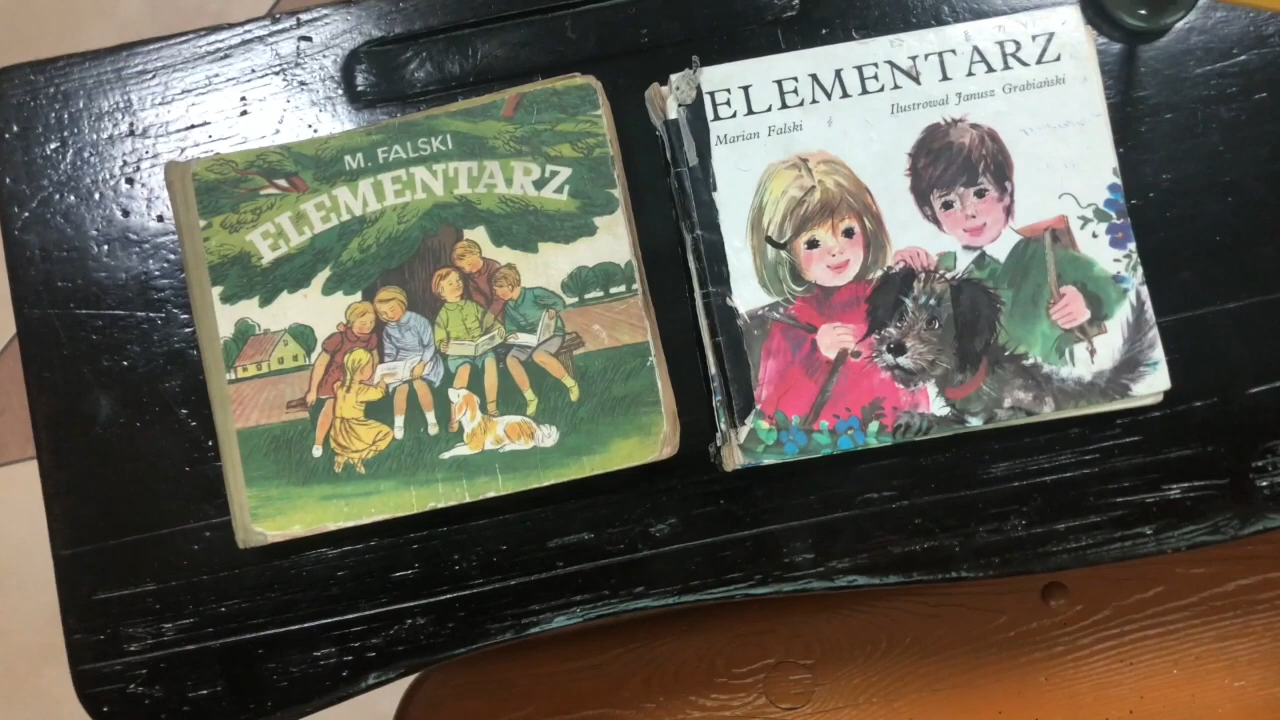 M. FALSKI
ELEMENTARZ
ELEMENTARZ
Ilustrował Janusz Grabiański
Marian Falski